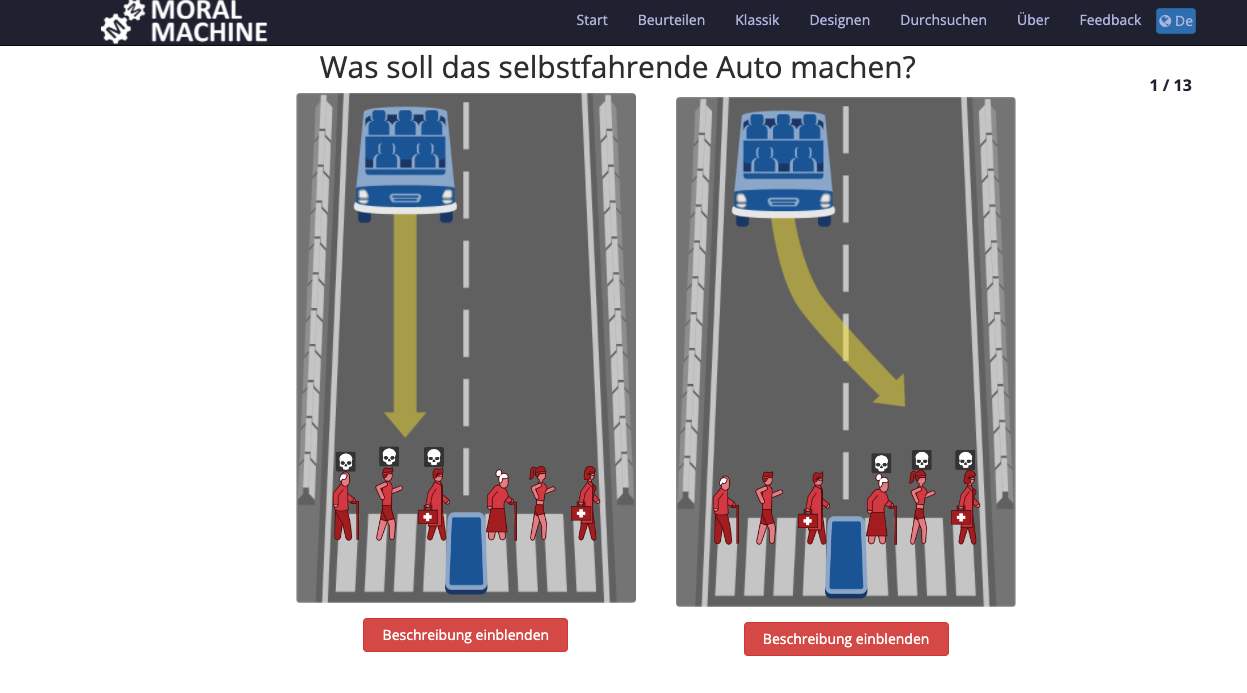 MORAL
MACHINE
Start Beurteilen Klassik Designen Durchsuchen Über Feedback De
Was soll das selbstfahrende Auto machen?
1 / 13
Beschreibung einblenden
Beschreibung einblenden